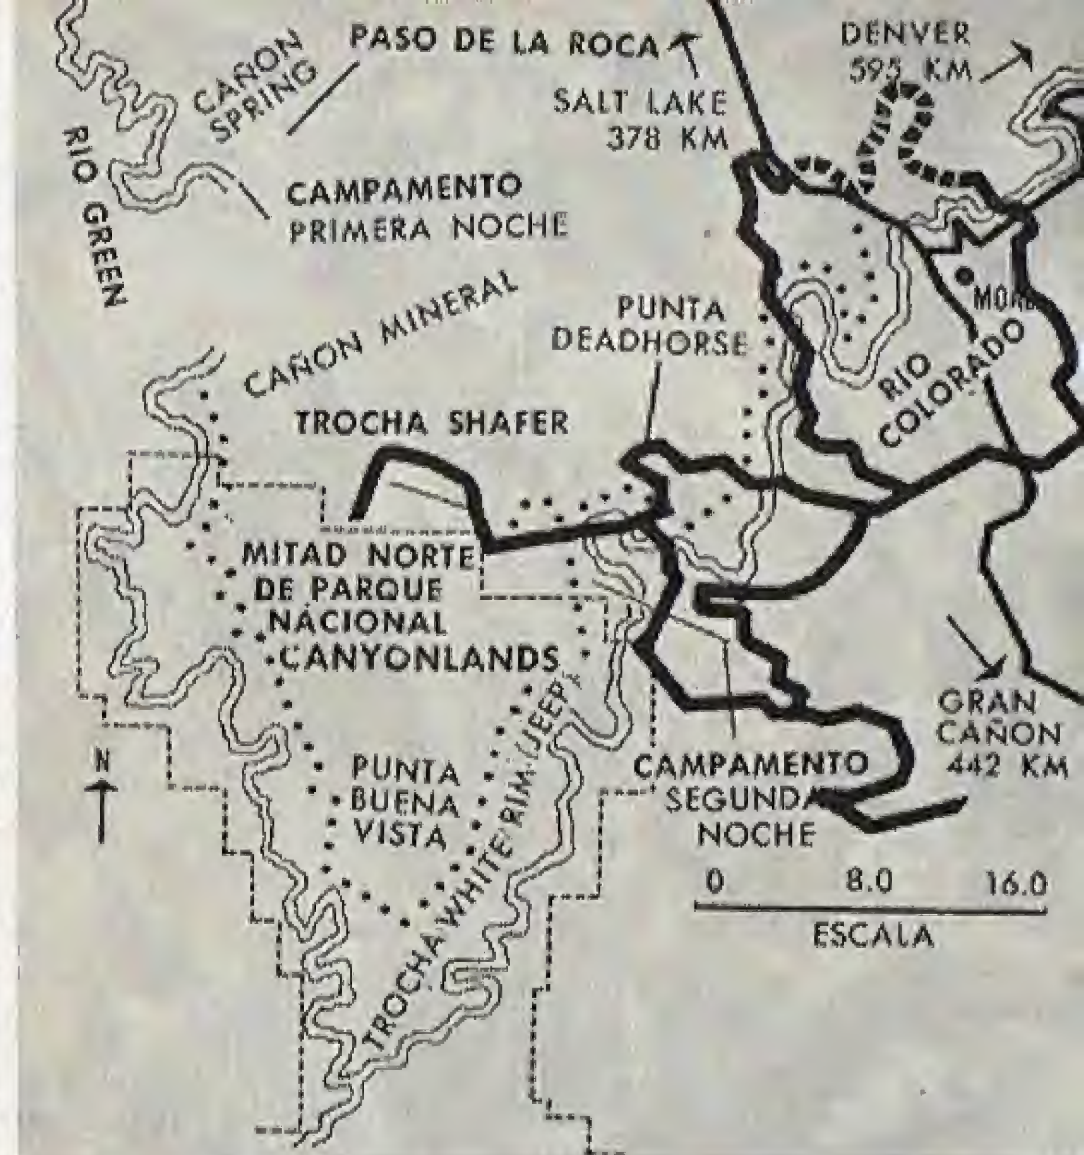 PASO DE LA ROCA
DENVER
595 KM
CAÑON
SPRING
SALT LAKE
378 KM
RIO GREEN
CAMPAMENTO
PRIMERA NOCHE
CAÑON MINERAL
PUNTA
DEADHORSE
RIO
COLORADO
TROCHA SHAFER
MITAD NORTE
DE PARQUE
NACIONAL
CANYONLANDS
GRAN
CAÑON
442 KM
N
PUNTA
BUENA
VISTA
TROCHA WHITE RIM (JEEP)
CAMPAMENTO
SEGUNDA
NOCHE
0 8.0 16.0
ESCALA